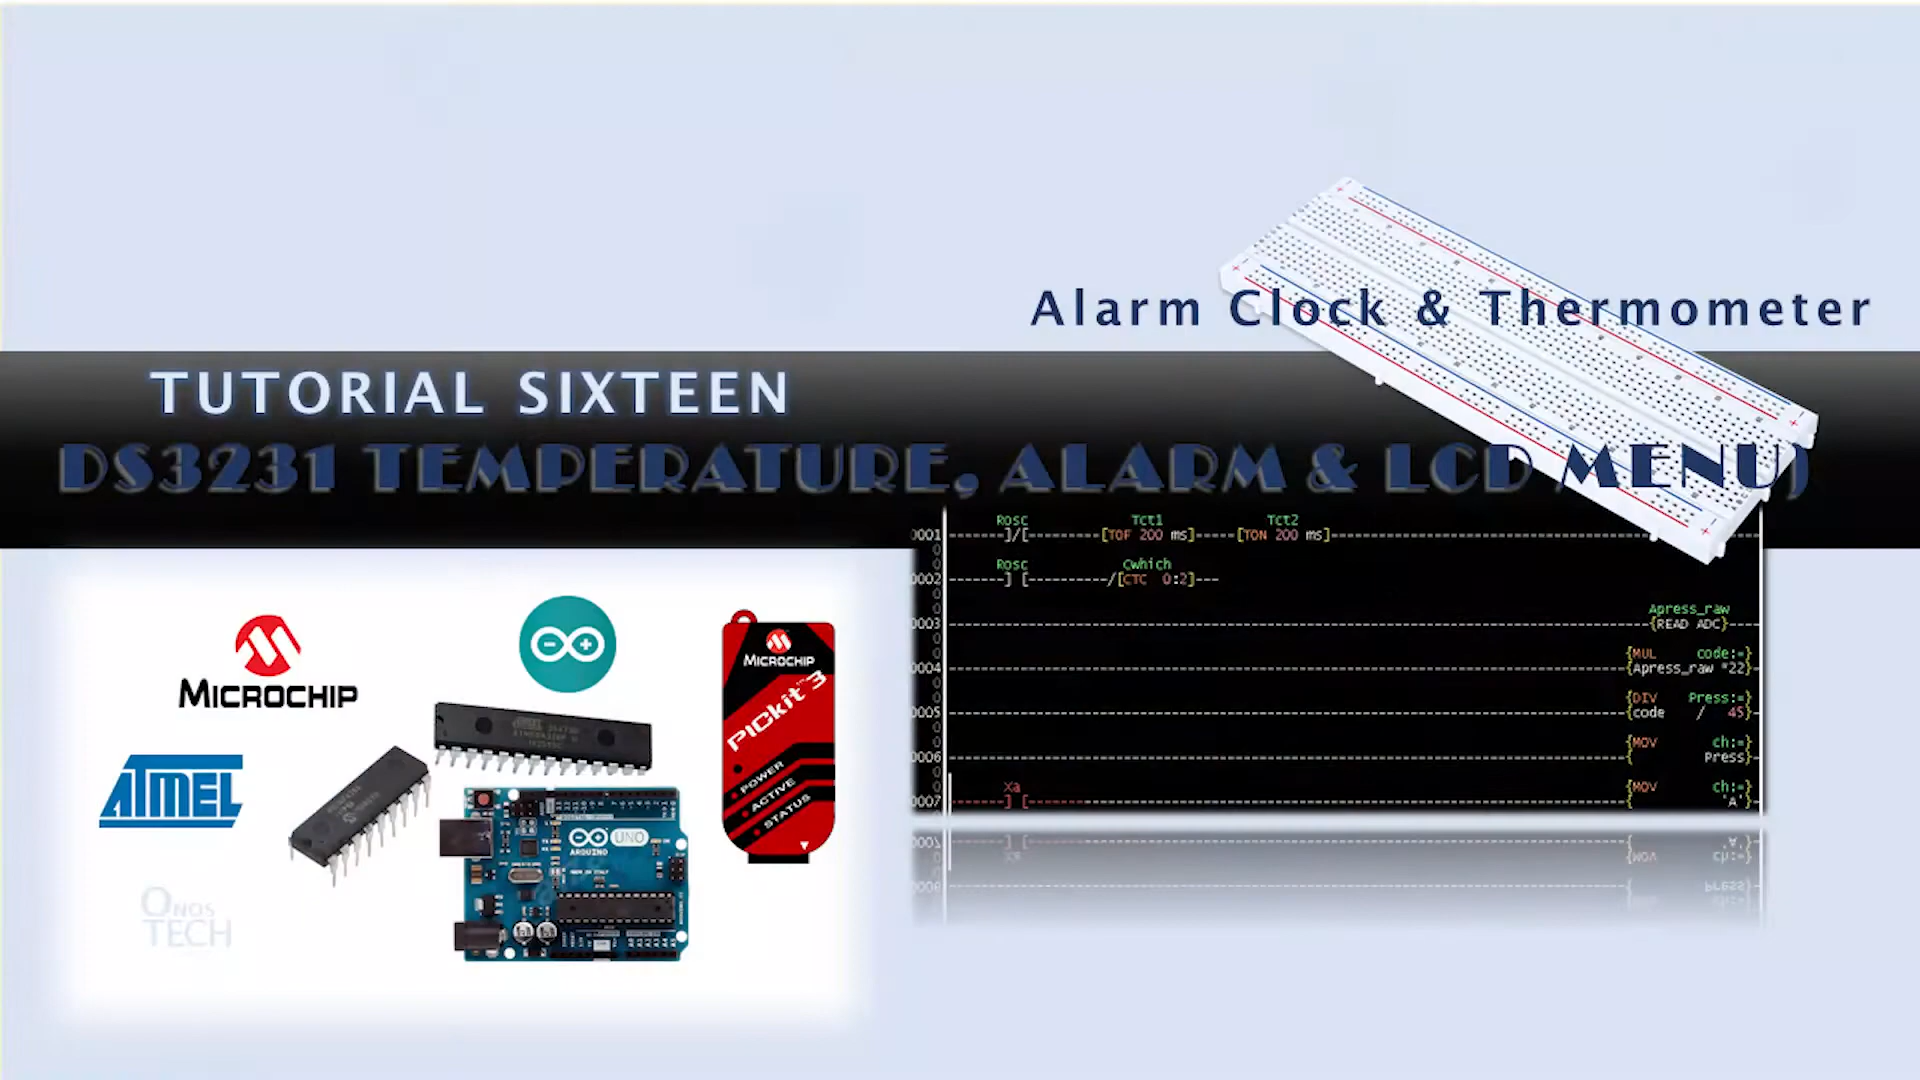 Alarm Clock & Thermometer
TUTORIAL SIXTEEN
DS3231 TEMPERATURE, ALARM & LCD MENU)
Rosc Tct1 Tct2
0001 ]/[ [TOF 200 ms] [TON 200 ms]
Rosc Cwhich
0002 ] [ /[CTC 0:2]
Apress_raw
0003 {READ ADC}
{MUL code:=}
0004 {Apress_raw *22}
{DIV Press:=}
0005 {code / 45}
{MOV ch:=}
0006 { Press}
Xa {MOV ch:=}
0007 ] [ { 'A'}
MICROCHIP
ATMEL
ONOS
TECH
UNO
ARDUINO
MICROCHIP
PICkit™ 3
POWER
ACTIVE
STATUS